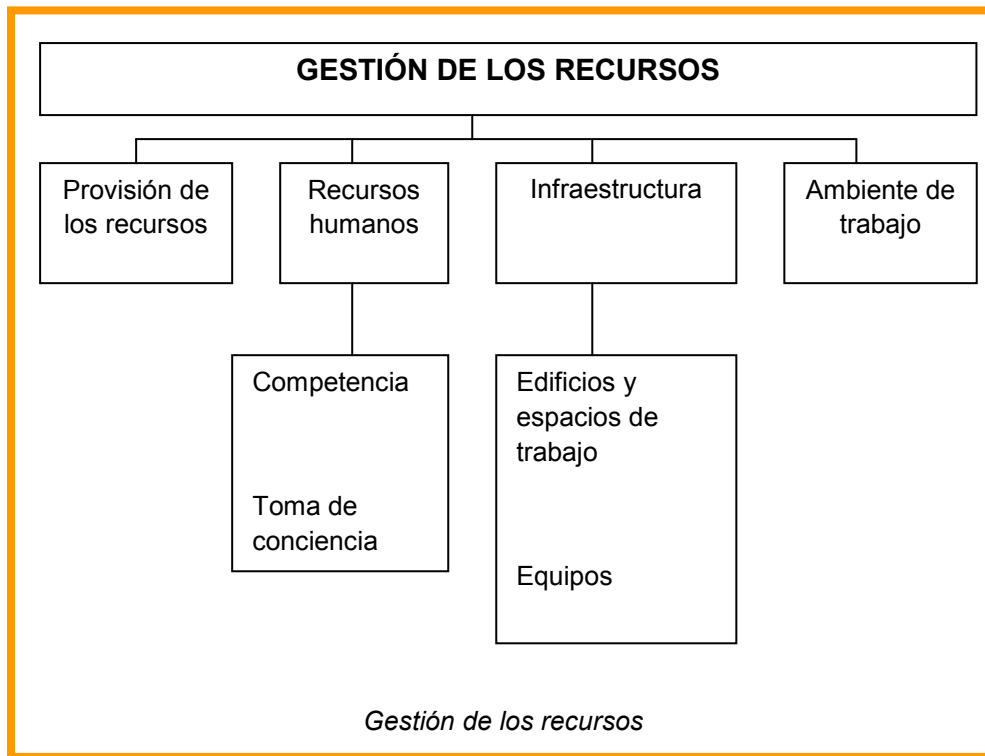 GESTIÓN DE LOS RECURSOS
Provisión de
los recursos
Recursos
humanos
Infraestructura
Ambiente de
trabajo
Competencia
Toma de
conciencia
Edificios y
espacios de
trabajo
Equipos
Gestión de los recursos